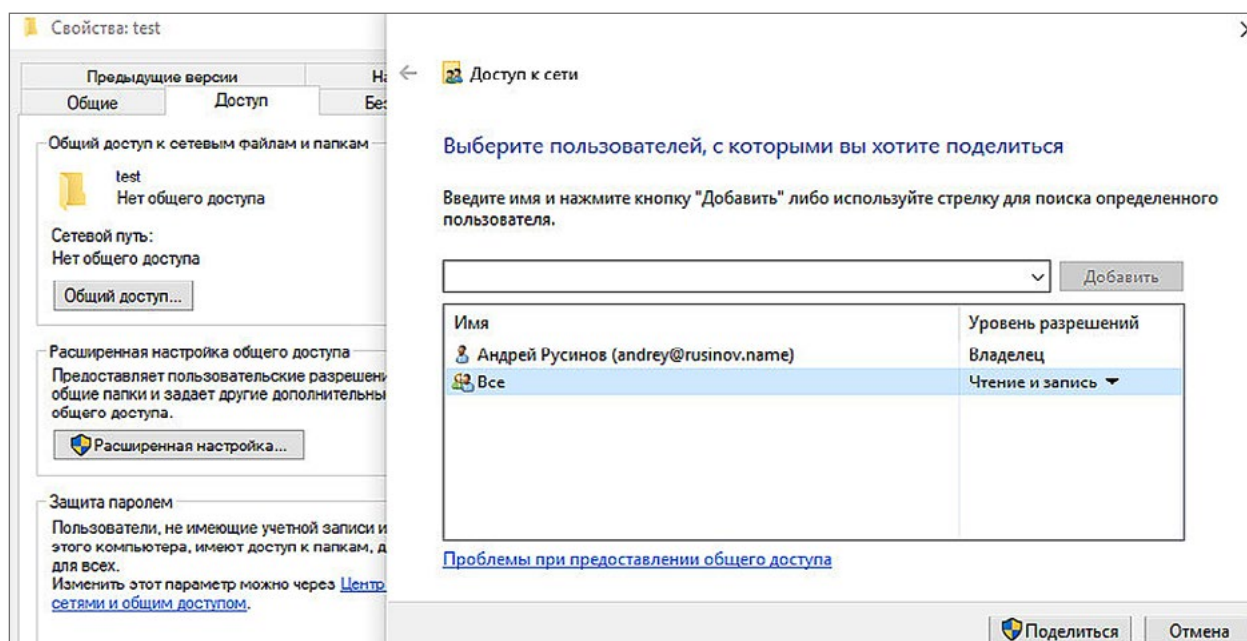 Свойства: test
Предыдущие версии
Общие
Доступ
Общий доступ к сетевым файлам и папкам
test
Нет общего доступа
Сетевой путь:
Нет общего доступа
Общий доступ...
Расширенная настройка общего доступа
Предоставляет пользовательские
общие папки и задает другие
общего доступа.
Расширенная настройка...
Защита паролем
Пользователи, не имеющие учетной записи
этого компьютера, имеют доступ к папкам,
для всех.
Изменить этот параметр можно через Центр
сетями и общим доступом.
Доступ к сети
Выберите пользователей, с которыми вы хотите поделиться
Введите имя и нажмите кнопку "Добавить" либо используйте стрелку для поиска определенного
пользователя.
Добавить
Имя Уровень разрешений
Андрей Русинов (andrey@rusinov.name) Владелец
Все Чтение и запись
Проблемы при предоставлении общего доступа
Поделиться Отмена